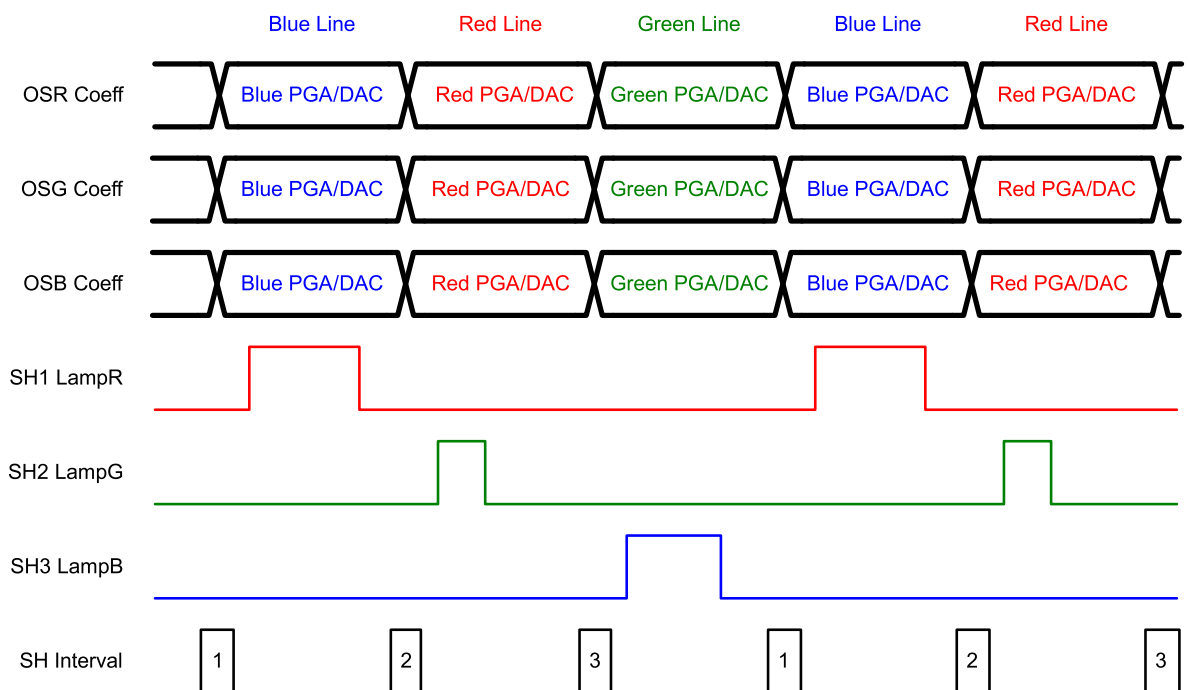 Blue Line Red Line Green Line Blue Line Red Line
OSR Coeff Blue PGA/DAC Red PGA/DAC Green PGA/DAC Blue PGA/DAC Red PGA/DAC
OSG Coeff Blue PGA/DAC Red PGA/DAC Green PGA/DAC Blue PGA/DAC Red PGA/DAC
OSB Coeff Blue PGA/DAC Red PGA/DAC Green PGA/DAC Blue PGA/DAC Red PGA/DAC
SH1 LampR
SH2 LampG
SH3 LampB
SH Interval 1 2 3 1 2 3